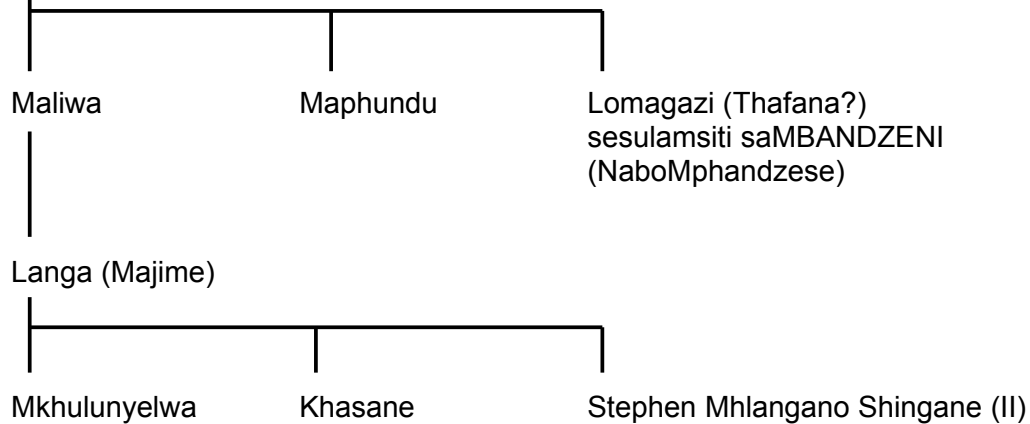 Maliwa Maphundu Lomagazi (Thafana?)
sesulamsiti saMBANDZENI
(NaboMphandzese)
Langa (Majime)
Mkhulunyelwa Khasane Stephen Mhlangano Shingane (II)